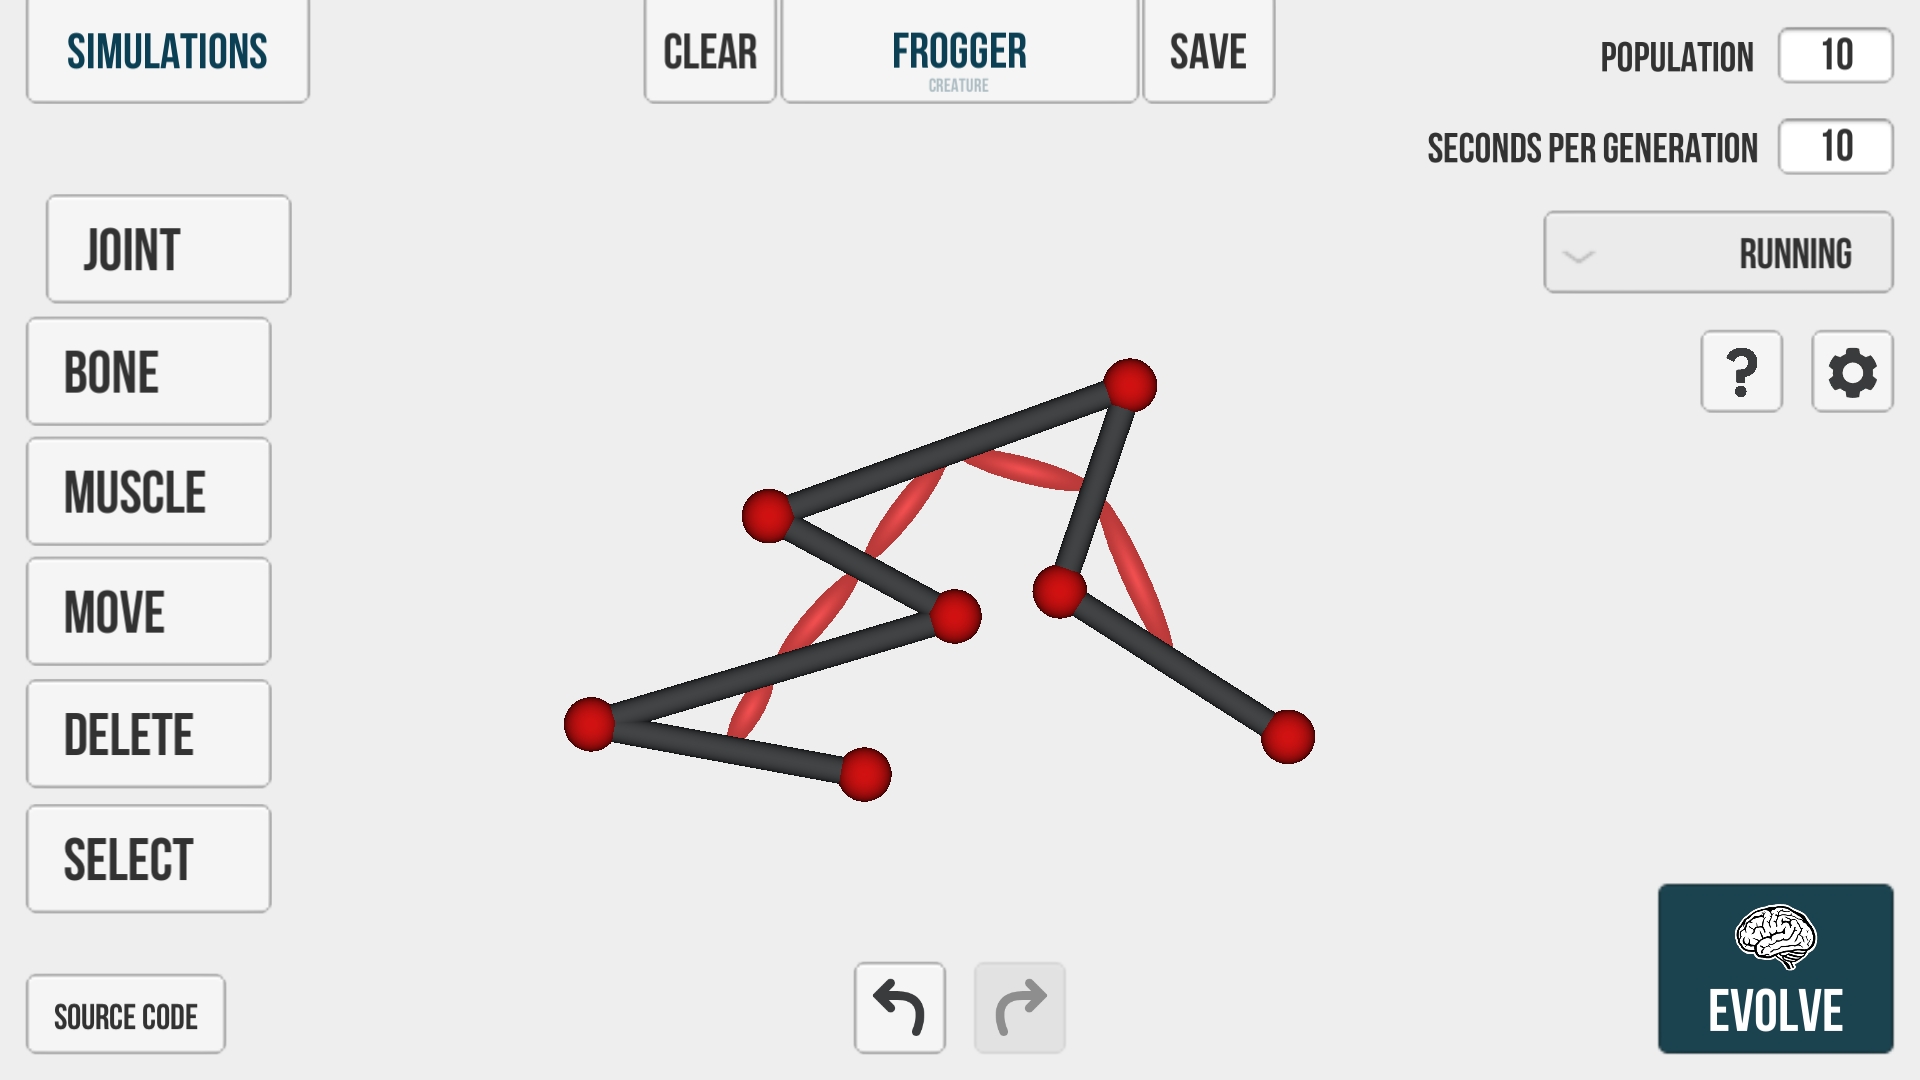 SIMULATIONS
CLEAR
FROGGER
CREATURE
SAVE
POPULATION 10
SECONDS PER GENERATION 10
RUNNING
?
JOINT
BONE
MUSCLE
MOVE
DELETE
SELECT
SOURCE CODE
EVOLVE